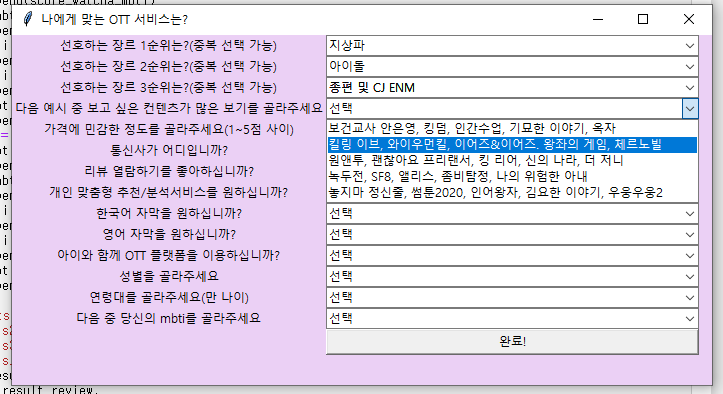 나에게 맞는 OTT 서비스는?
선호하는 장르 1순위는?(중복 선택 가능) 지상파
선호하는 장르 2순위는?(중복 선택 가능) 아이돌
선호하는 장르 3순위는?(중복 선택 가능) 종편 및 CJ ENM
다음 예시 중 보고 싶은 컨텐츠가 많은 보기를 골라주세요 선택
가격에 민감한 정도를 골라주세요(1~5점 사이) 보건교사 안은영, 킹덤, 인간수업, 기묘한 이야기, 옥자
통신사가 어디입니까? 킬링 이브, 와이우먼킬, 이어즈&이어즈. 왕좌의 게임, 체르노빌
리뷰 열람하기를 좋아하십니까? 원앤투, 괜찮아요 프리랜서, 킹 리어, 신의 나라, 더 저니
개인 맞춤형 추천/분석서비스를 원하십니까? 녹두전, SF8, 앨리스, 좀비탐정, 나의 위험한 아내
놓지마 정신줄, 썸툰2020, 인어왕자, 김요한 이야기, 우웅우웅2
한국어 자막을 원하십니까? 선택
영어 자막을 원하십니까? 선택
아이와 함께 OTT 플랫폼을 이용하십니까? 선택
성별을 골라주세요 선택
연령대를 골라주세요(만 나이) 선택
다음 중 당신의 mbti를 골라주세요 선택
완료!
result review,